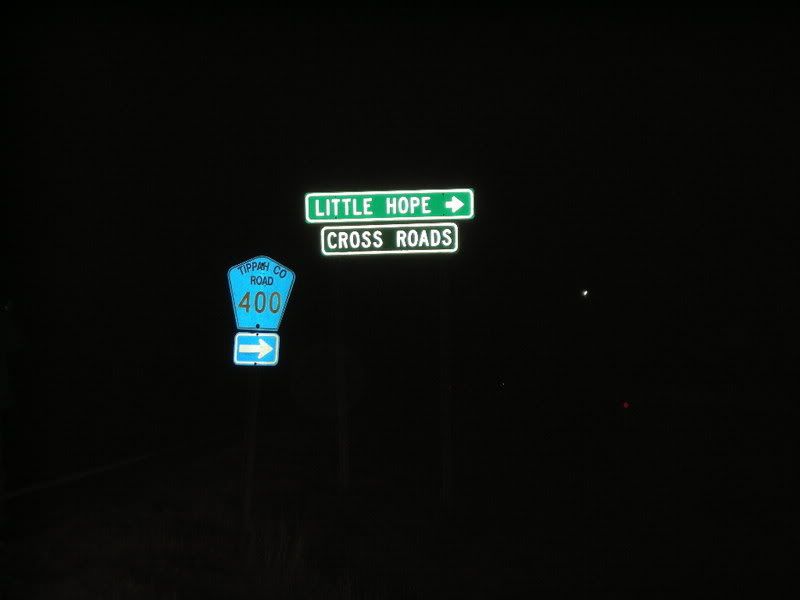 LITTLE HOPE →
CROSS ROADS
TIPPAH CO
ROAD
400